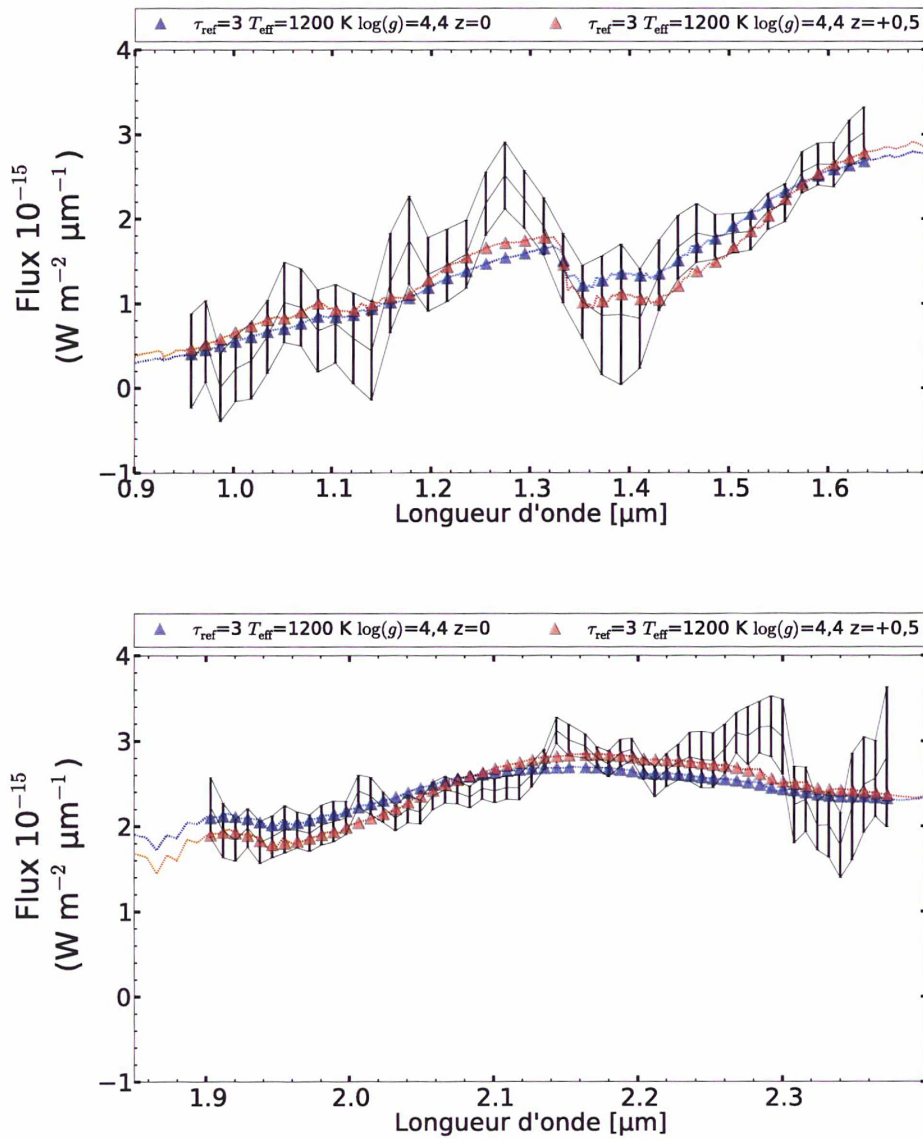 τref=3 Teff=1200 K log(g)=4,4 z=0 τref=3 Teff=1200 K log(g)=4,4 z=+0,5
4
3
2
1
0
−1
Flux 10−15
(W m−2 µm−1)
0.9 1.0 1.1 1.2 1.3 1.4 1.5 1.6
Longueur d'onde [µm]
τref=3 Teff=1200 K log(g)=4,4 z=0 τref=3 Teff=1200 K log(g)=4,4 z=+0,5
4
3
2
1
0
−1
Flux 10−15
(W m−2 µm−1)
1.9 2.0 2.1 2.2 2.3
Longueur d'onde [µm]